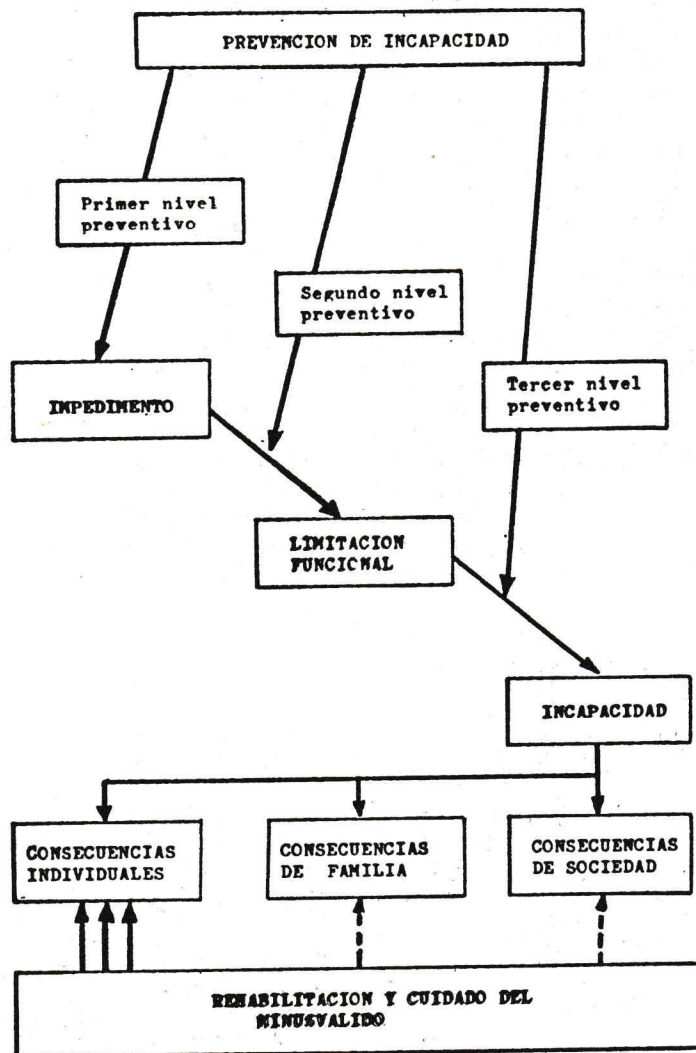 PREVENCION DE INCAPACIDAD
Primer nivel
preventivo
Segundo nivel
preventivo
Tercer nivel
preventivo
IMPEDIMENTO
LIMITACION
FUNCIONAL
INCAPACIDAD
CONSECUENCIAS
INDIVIDUALES
CONSECUENCIAS
DE FAMILIA
CONSECUENCIAS
DE SOCIEDAD
REHABILITACION Y CUIDADO DEL
MINUSVALIDO